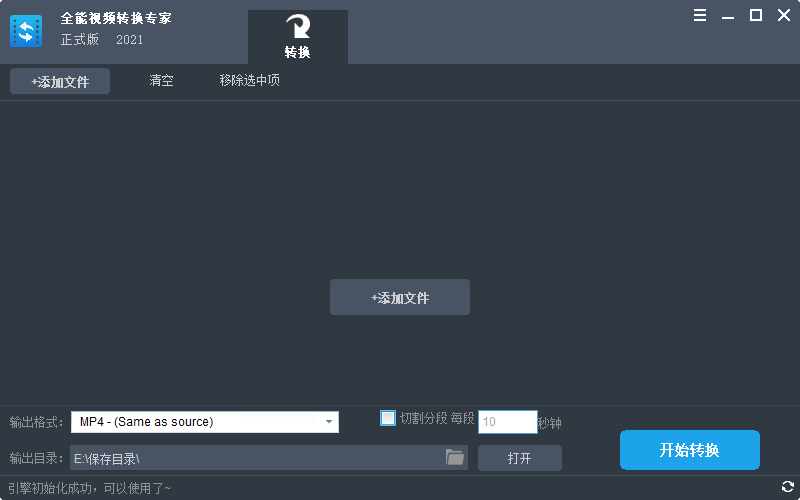 全能视频转换专家
正式版 2021
转换
+添加文件 清空 移除选中项
+添加文件
输出格式: MP4 - (Same as source) 切割分段 每段 10 秒钟
输出目录: E:\保存目录\ 打开 开始转换
引擎初始化成功，可以使用了~